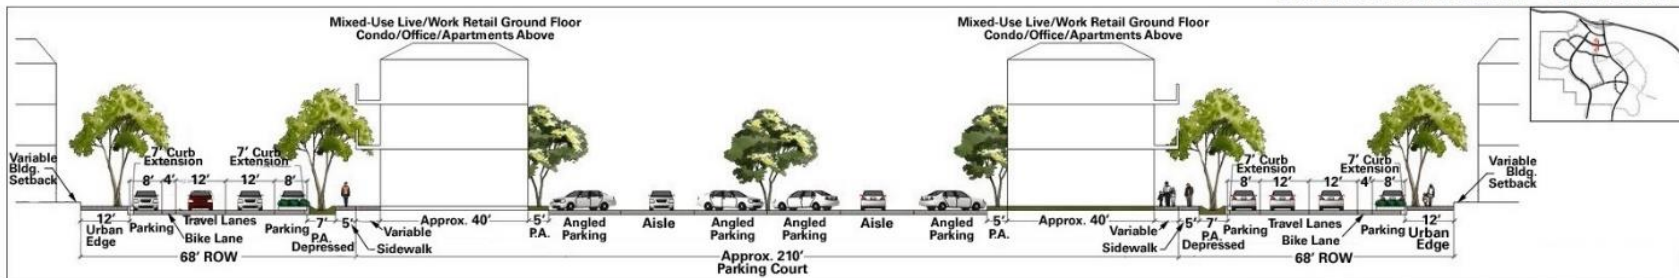 Mixed-Use Live/Work Retail Ground Floor
Condo/Office/Apartments Above
Mixed-Use Live/Work Retail Ground Floor
Condo/Office/Apartments Above
Variable
Bldg.
Setback
7' Curb
Extension
7' Curb
Extension
8' 4' 12' 12' 8'
7' Curb
Extension
7' Curb
Extension
8' 12' 12' 4' 8'
Variable
Bldg.
Setback
12'
Urban
Edge
Parking
Travel Lanes
Bike Lane
Parking
7'
P.A.
Depressed
5'
Variable
Sidewalk
Approx. 40'
5'
P.A.
Angled
Parking
Aisle
Angled
Parking
Angled
Parking
Aisle
Angled
Parking
5'
P.A.
Approx. 40'
Variable
Sidewalk
5'
7'
P.A.
Depressed
Parking
Travel Lanes
Bike Lane
Parking
12'
Urban
Edge
68' ROW
Approx. 210'
Parking Court
68' ROW